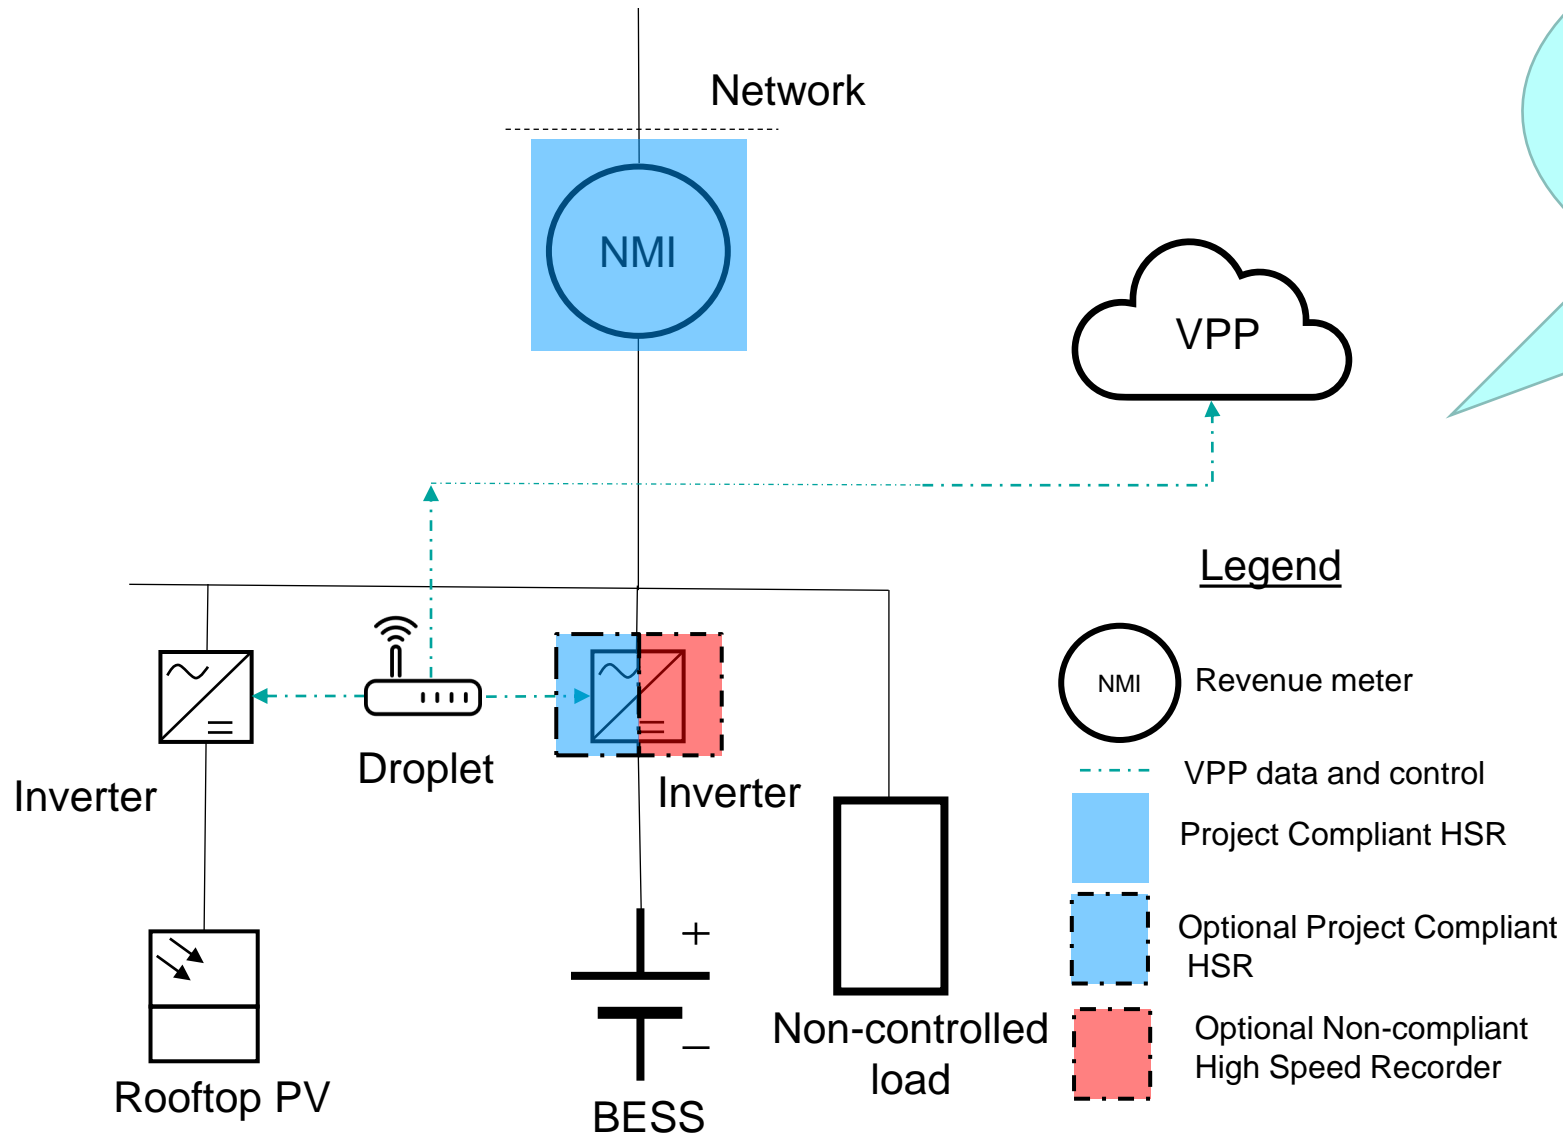 Network
NMI
VPP
Legend
NMI
Revenue meter
Droplet
Inverter
Inverter
VPP data and control
Project Compliant HSR
Optional Project Compliant
HSR
Non-controlled
load
Optional Non-compliant
High Speed Recorder
Rooftop PV
+
−
BESS